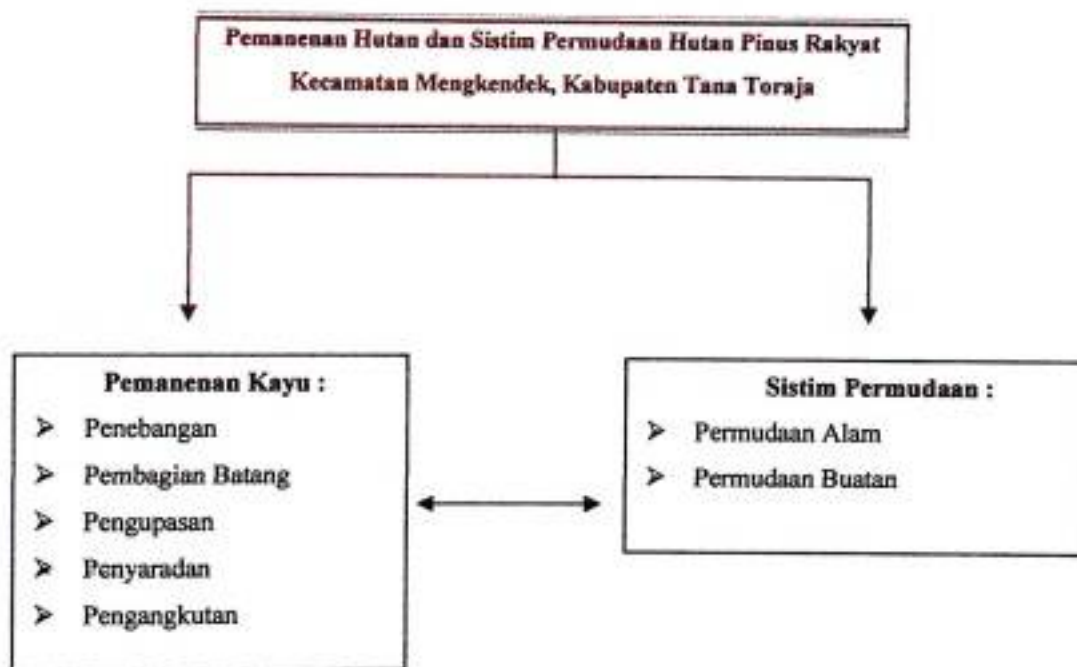 Pemanenan Hutan dan Sistim Permudaan Hutan Pinus Rakyat
Kecamatan Mengkendek, Kabupaten Tana Toraja
Pemanenan Kayu :
➢ Penebangan
➢ Pembagian Batang
➢ Pengupasan
➢ Penyaradan
➢ Pengangkutan
Sistim Permudaan :
➢ Permudaan Alam
➢ Permudaan Buatan